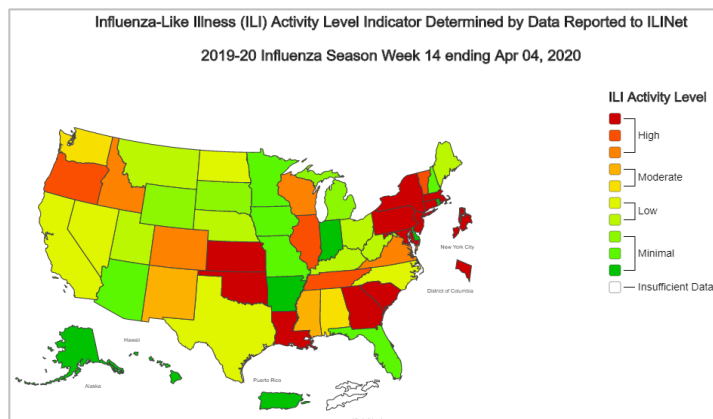 Influenza-Like Illness (ILI) Activity Level Indicator Determined by Data Reported to ILINet
2019-20 Influenza Season Week 14 ending Apr 04, 2020
ILI Activity Level
High
Moderate
Low
Minimal
Insufficient Data
New York City
District of Columbia
Hawaii
Alaska
Puerto Rico